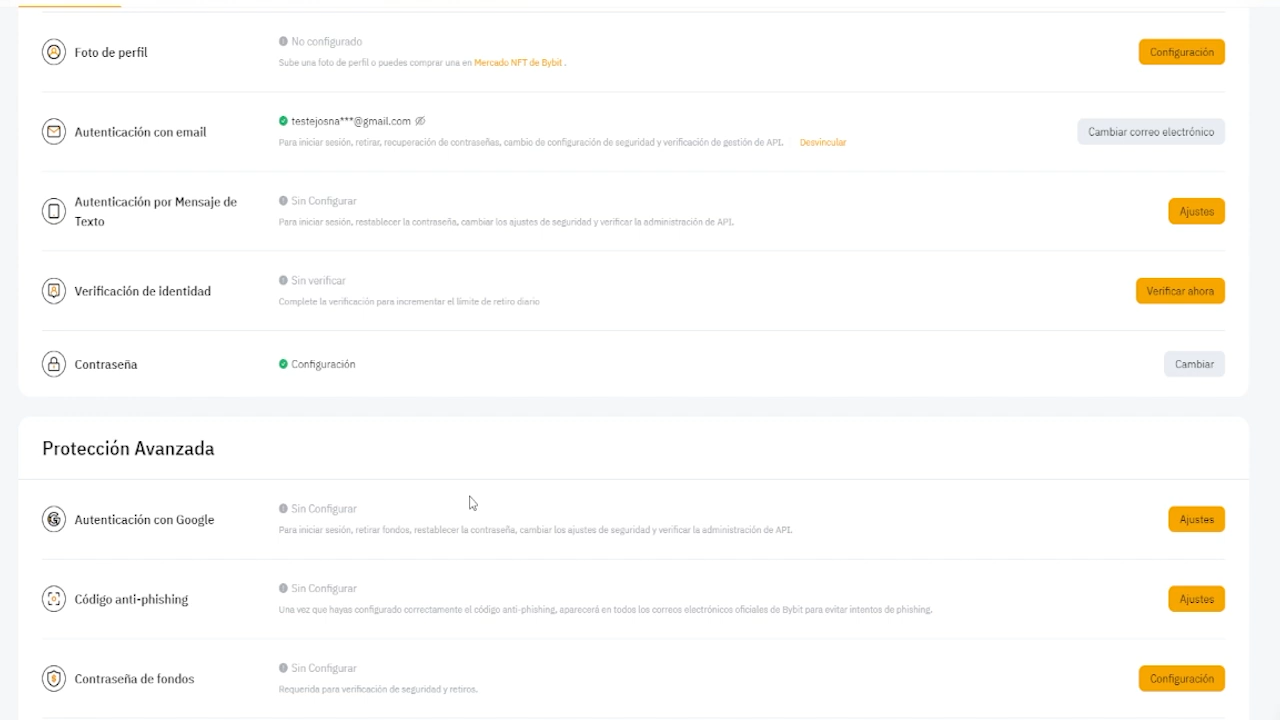 Foto de perfil
No configurado
Sube una foto de perfil o puedes comprar una en Mercado NFT de Bybit .
Configuración
Autenticación con email
testejosna***@gmail.com
Para iniciar sesión, retirar, recuperación de contraseñas, cambio de configuración de seguridad y verificación de gestión de API. Desvincular
Cambiar correo electrónico
Autenticación por Mensaje de
Texto
Sin Configurar
Para iniciar sesión, restablecer la contraseña, cambiar los ajustes de seguridad y verificar la administración de API.
Ajustes
Verificación de identidad
Sin verificar
Complete la verificación para incrementar el límite de retiro diario
Verificar ahora
Contraseña
Configuración
Cambiar
Protección Avanzada
Autenticación con Google
Sin Configurar
Para iniciar sesión, retirar fondos, restablecer la contraseña, cambiar los ajustes de seguridad y verificar la administración de API.
Ajustes
Código anti-phishing
Sin Configurar
Una vez que hayas configurado correctamente el código anti-phishing, aparecerá en todos los correos electrónicos oficiales de Bybit para evitar intentos de phishing.
Ajustes
Contraseña de fondos
Sin Configurar
Requerida para verificación de seguridad y retiros.
Configuración